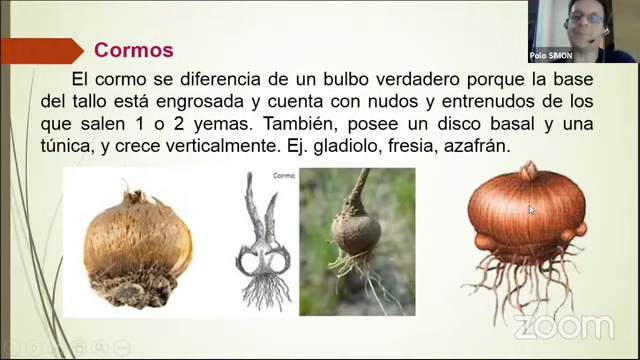 Cormos
El cormo se diferencia de un bulbo verdadero porque la base
del tallo está engrosada y cuenta con nudos y entrenudos de los
que salen 1 o 2 yemas. También, posee un disco basal y una
túnica, y crece verticalmente. Ej. gladiolo, fresia, azafrán.
Cormo
Polo SIMON
zoom